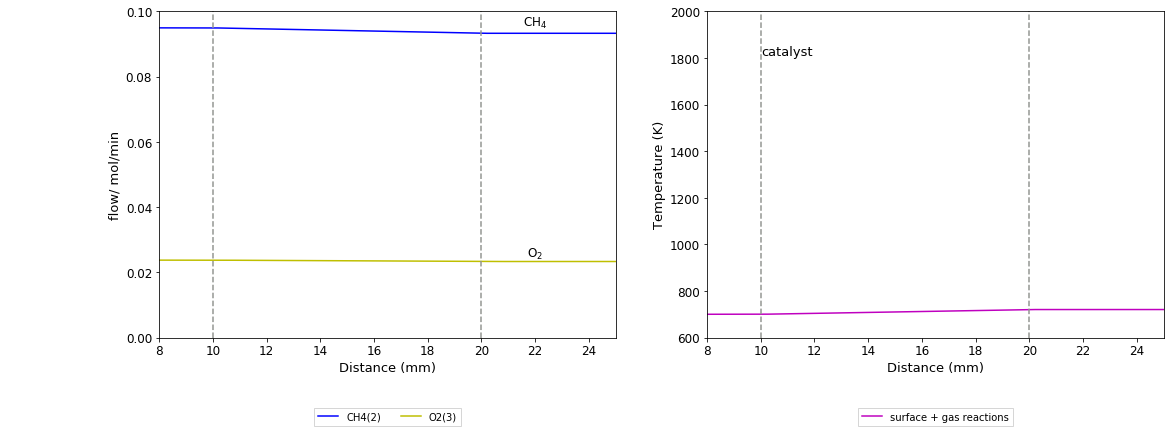 0.10
0.08
0.06
0.04
0.02
0.00
flow/ mol/min
CH₄
O₂
8 10 12 14 16 18 20 22 24
Distance (mm)
CH4(2) O2(3)
2000
1800
1600
1400
1200
1000
800
600
Temperature (K)
catalyst
8 10 12 14 16 18 20 22 24
Distance (mm)
surface + gas reactions